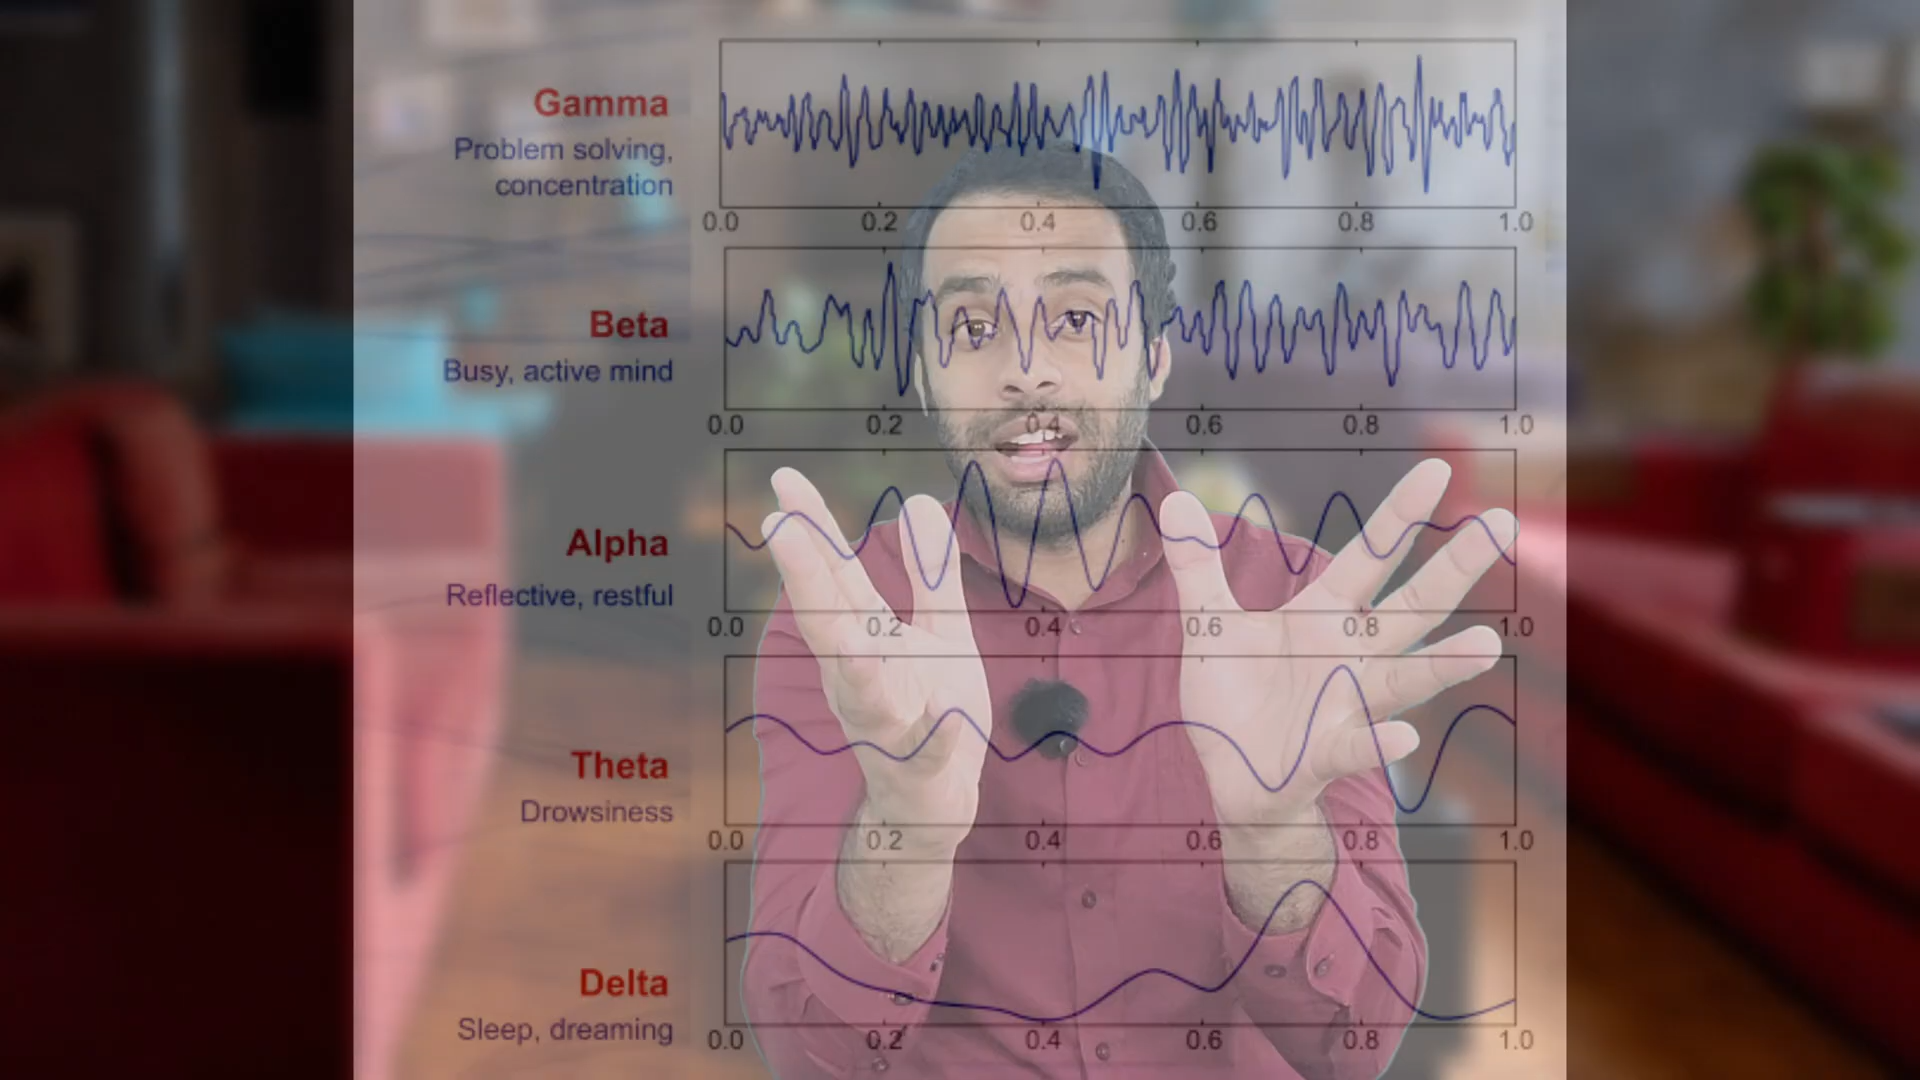 Gamma
Problem solving,
concentration
0.0 0.2 0.4 0.6 0.8 1.0
Beta
Busy, active mind
0.0 0.2 0.4 0.6 0.8 1.0
Alpha
Reflective, restful
0.0 0.2 0.4 0.6 0.8 1.0
Theta
Drowsiness
0.0 0.2 0.4 0.6 0.8 1.0
Delta
Sleep, dreaming
0.0 0.2 0.4 0.6 0.8 1.0